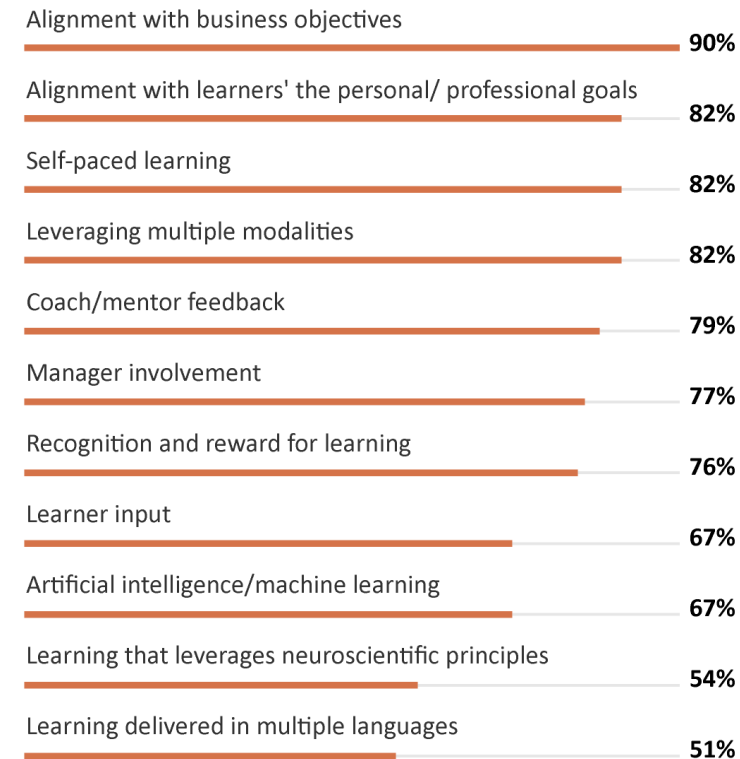 Alignment with business objectives
90%
Alignment with learners' the personal/ professional goals
82%
Self-paced learning
82%
Leveraging multiple modalities
82%
Coach/mentor feedback
79%
Manager involvement
77%
Recognition and reward for learning
76%
Learner input
67%
Artificial intelligence/machine learning
67%
Learning that leverages neuroscientific principles
54%
Learning delivered in multiple languages
51%